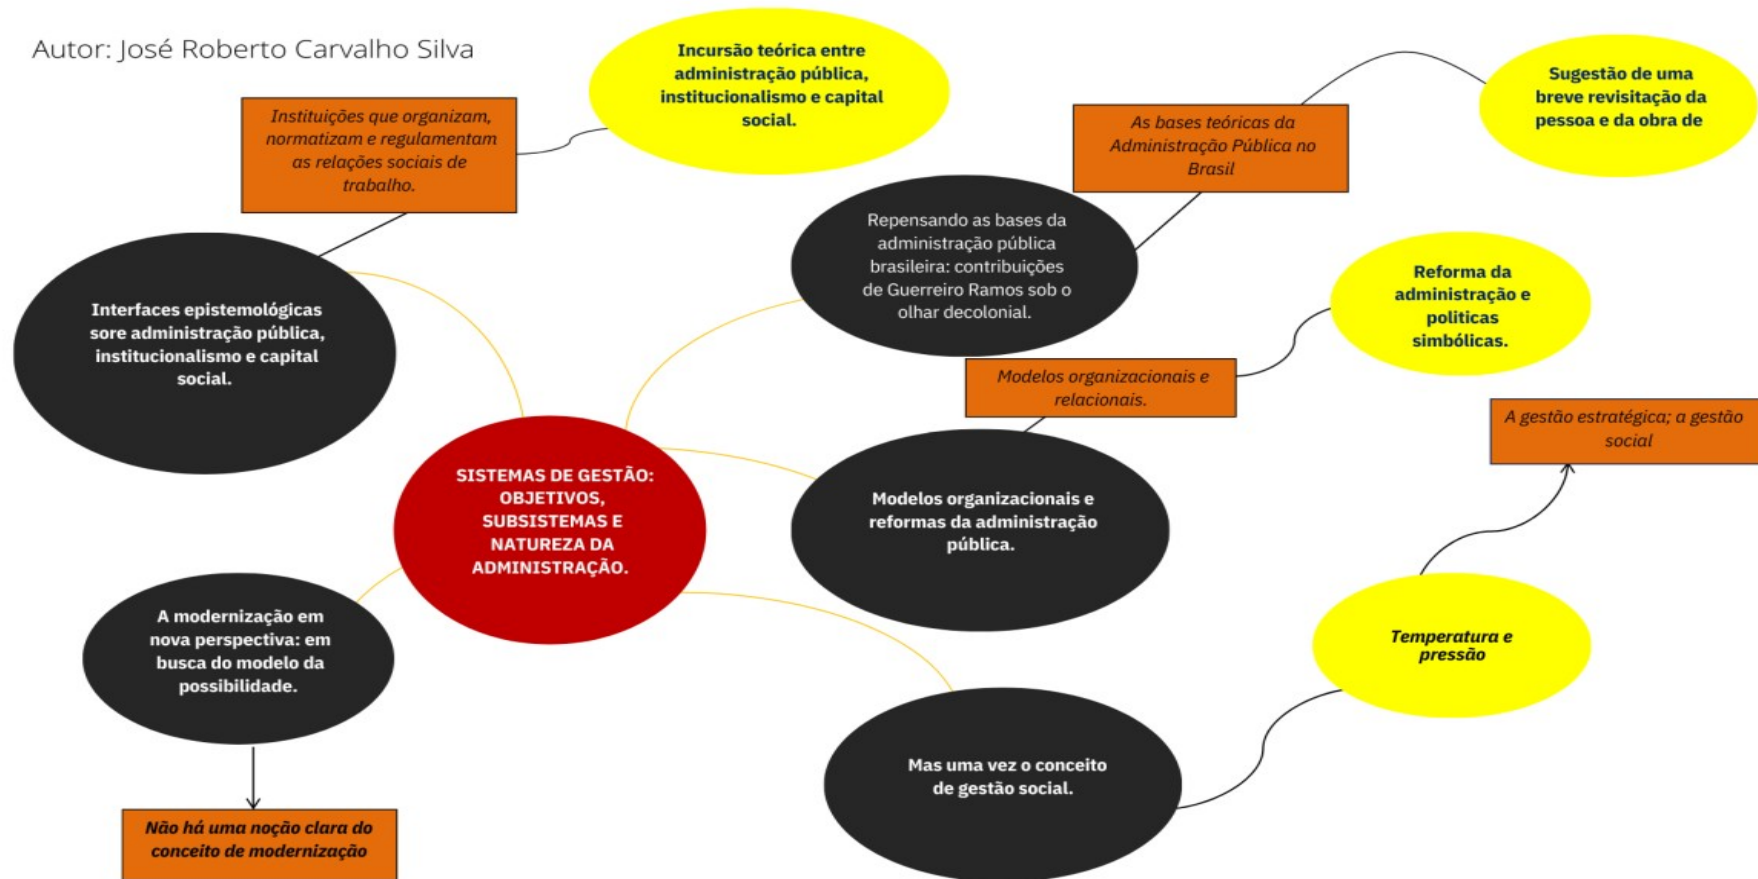 Autor: José Roberto Carvalho Silva
Incursão teórica entre
administração pública,
institucionalismo e capital
social.
Sugestão de uma
breve revisitação da
pessoa e da obra de
Instituições que organizam,
normatizam e regulamentam
as relações sociais de
trabalho.
As bases teóricas da
Administração Pública no
Brasil
Repensando as bases da
administração pública
brasileira: contribuições
de Guerreiro Ramos sob o
olhar decolonial.
Reforma da
administração e
politicas
simbólicas.
Interfaces epistemológicas
sore administração pública,
institucionalismo e capital
social.
Modelos organizacionais e
relacionais.
A gestão estratégica; a gestão
social
SISTEMAS DE GESTÃO:
OBJETIVOS,
SUBSISTEMAS E
NATUREZA DA
ADMINISTRAÇÃO.
Modelos organizacionais e
reformas da administração
pública.
A modernização em
nova perspectiva: em
busca do modelo da
possibilidade.
Temperatura e
pressão
Mas uma vez o conceito
de gestão social.
Não há uma noção clara do
conceito de modernização